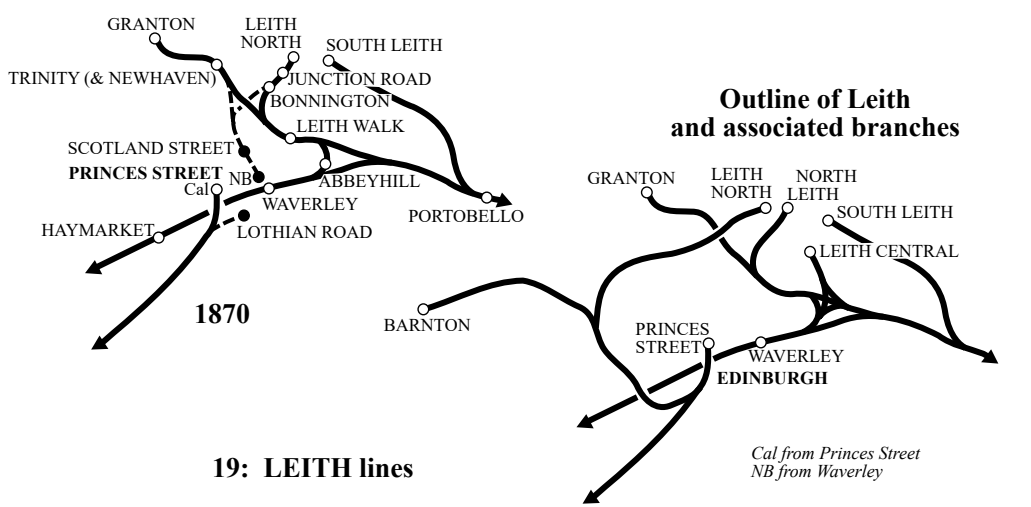 GRANTON
LEITH
NORTH
SOUTH LEITH
TRINITY (& NEWHAVEN)
JUNCTION ROAD
BONNINGTON
LEITH WALK
SCOTLAND STREET
PRINCES STREET
Cal
NB
ABBEYHILL
WAVERLEY
PORTOBELLO
HAYMARKET
LOTHIAN ROAD
1870
Outline of Leith
and associated branches
GRANTON
LEITH
NORTH
NORTH
LEITH
SOUTH LEITH
LEITH CENTRAL
BARNTON
PRINCES
STREET
WAVERLEY
EDINBURGH
19: LEITH lines
Cal from Princes Street
NB from Waverley